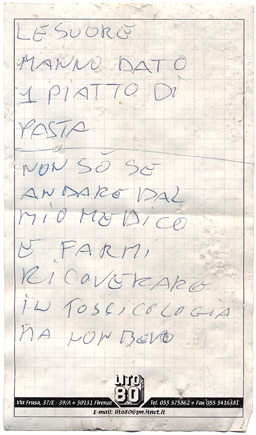 LE SUORE
MANNO DATO
1 PIATTO DI
PASTA
NON SÒ SE
ANDARE DAL
MIO MEDICO
E FARMI
RICOVERARE
IN TOSSICOLOGIA
MA NON BEVO
LITO
80
Via Frusa, 37/E - 39/A • 50131 Firenze Tel. 055 575862 • Fax 055 5416381
E-mail: lito80@pn.itnet.it